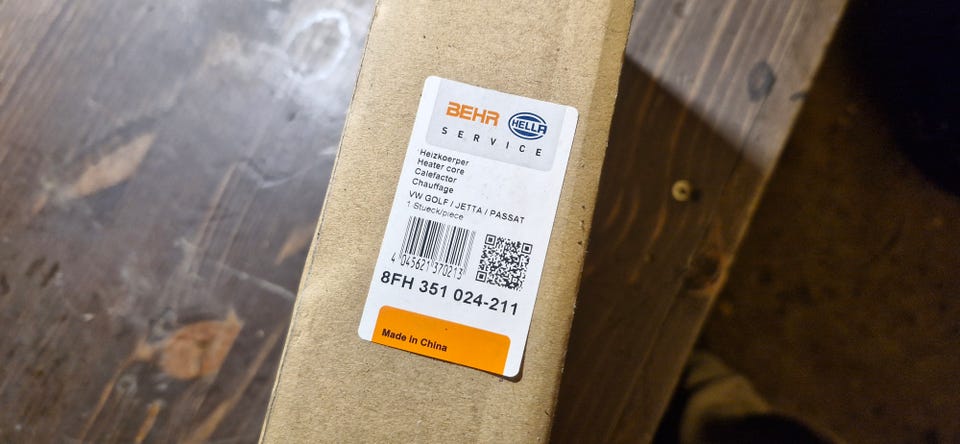 BEHR HELLA
SERVICE
Heizkoerper
Heater core
Calefactor
Chauffage
VW GOLF / JETTA / PASSAT
1 Stueck/piece
4 045621 370213
8FH 351 024-211
Made in China